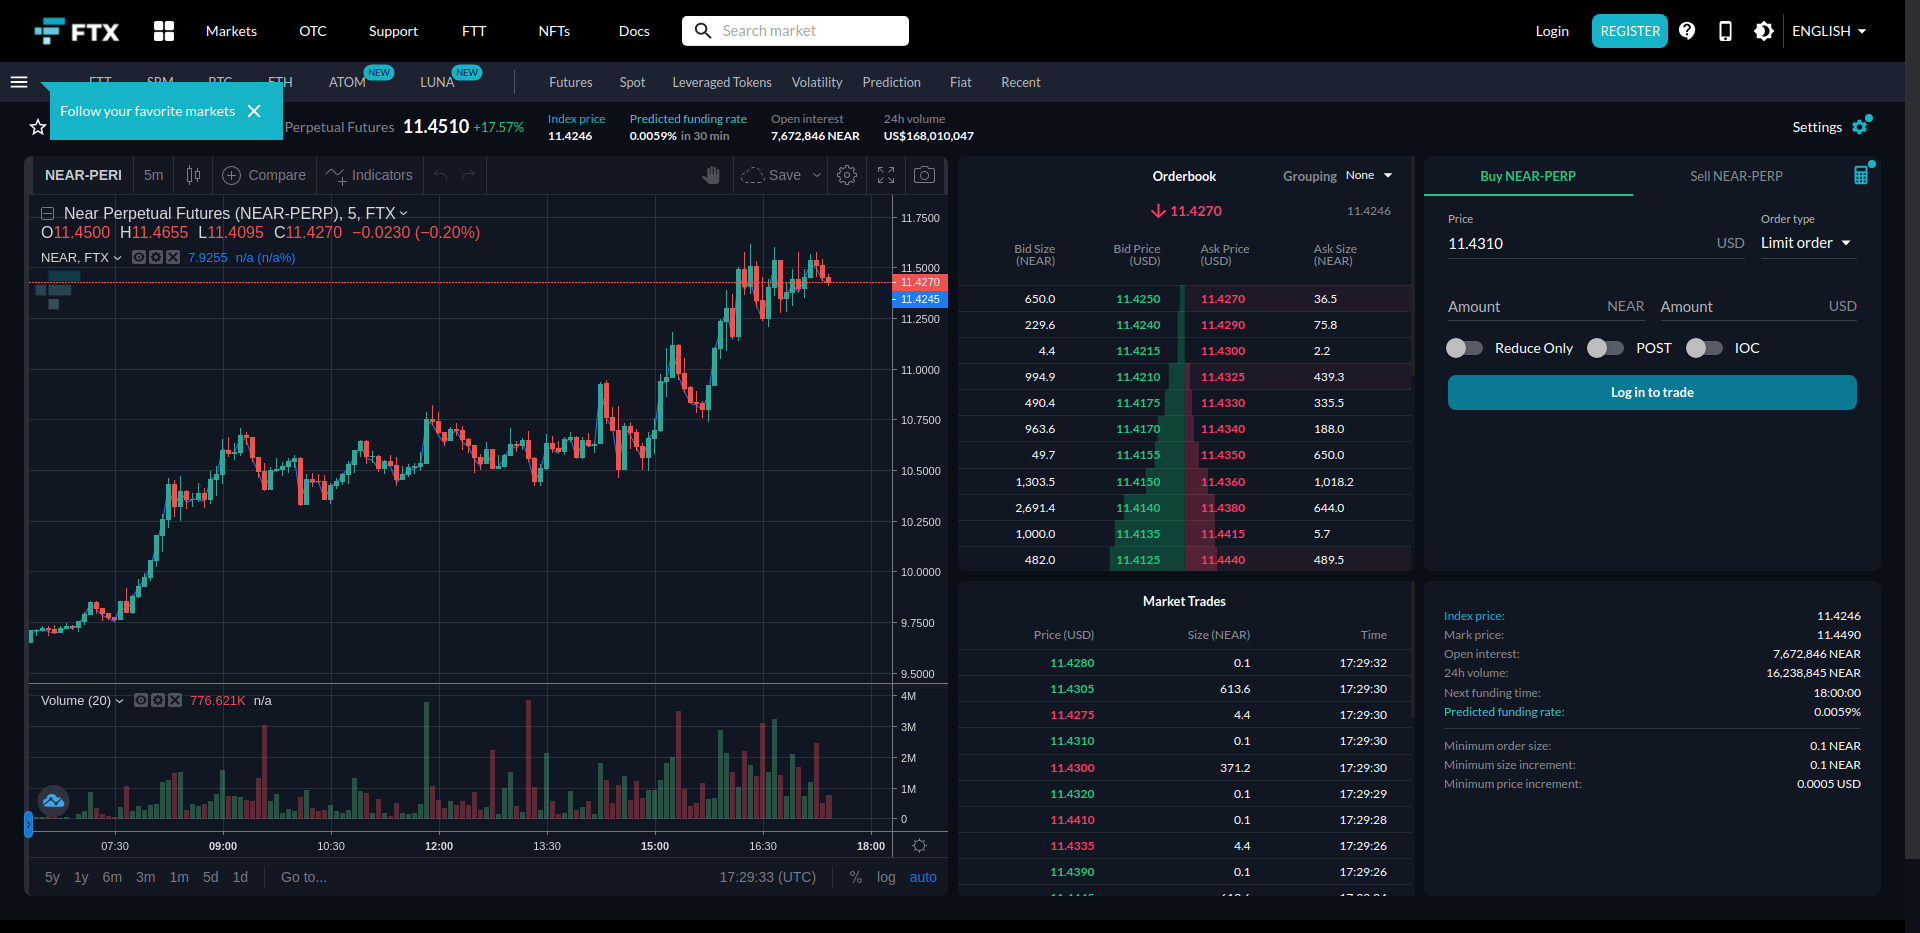 FTX
Markets
OTC
Support
FTT
NFTs
Docs
Search market
Login
REGISTER
ENGLISH
FTT
SRM
BTC
ETH
ATOM
NEW
LUNA
NEW
Futures
Spot
Leveraged Tokens
Volatility
Prediction
Fiat
Recent
Follow your favorite markets
Perpetual Futures 11.4510 +17.57%
Index price
11.4246
Predicted funding rate
0.0059% in 30 min
Open interest
7,672,846 NEAR
24h volume
US$168,010,047
Settings
NEAR-PERI
5m
Compare
Indicators
Save
Near Perpetual Futures (NEAR-PERP), 5, FTX
O11.4500 H11.4655 L11.4095 C11.4270 −0.0230 (−0.20%)
NEAR, FTX 7.9255 n/a (n/a%)
11.7500
11.5000
11.4270
11.4245
11.2500
11.0000
10.7500
10.5000
10.2500
10.0000
9.7500
9.5000
Volume (20) 776.621K n/a
4M
3M
2M
1M
0
07:30 09:00 10:30 12:00 13:30 15:00 16:30 18:00
5y 1y 6m 3m 1m 5d 1d Go to... 17:29:33 (UTC) % log auto
Orderbook
Grouping None
11.4270 11.4246
Bid Size (NEAR) Bid Price (USD) Ask Price (USD) Ask Size (NEAR)
650.0 11.4250 11.4270 36.5
229.6 11.4240 11.4290 75.8
4.4 11.4215 11.4300 2.2
994.9 11.4210 11.4325 439.3
490.4 11.4175 11.4330 335.5
963.6 11.4170 11.4340 188.0
49.7 11.4155 11.4350 650.0
1,303.5 11.4150 11.4360 1,018.2
2,691.4 11.4140 11.4380 644.0
1,000.0 11.4135 11.4415 5.7
482.0 11.4125 11.4440 489.5
Market Trades
Price (USD) Size (NEAR) Time
11.4280 0.1 17:29:32
11.4305 613.6 17:29:30
11.4275 4.4 17:29:30
11.4310 0.1 17:29:30
11.4300 371.2 17:29:30
11.4320 0.1 17:29:29
11.4410 0.1 17:29:28
11.4335 4.4 17:29:26
11.4390 0.1 17:29:26
Buy NEAR-PERP
Sell NEAR-PERP
Price
Order type
11.4310 USD
Limit order
Amount NEAR
Amount USD
Reduce Only
POST
IOC
Log in to trade
Index price: 11.4246
Mark price: 11.4490
Open interest: 7,672,846 NEAR
24h volume: 16,238,845 NEAR
Next funding time: 18:00:00
Predicted funding rate: 0.0059%
Minimum order size: 0.1 NEAR
Minimum size increment: 0.1 NEAR
Minimum price increment: 0.0005 USD